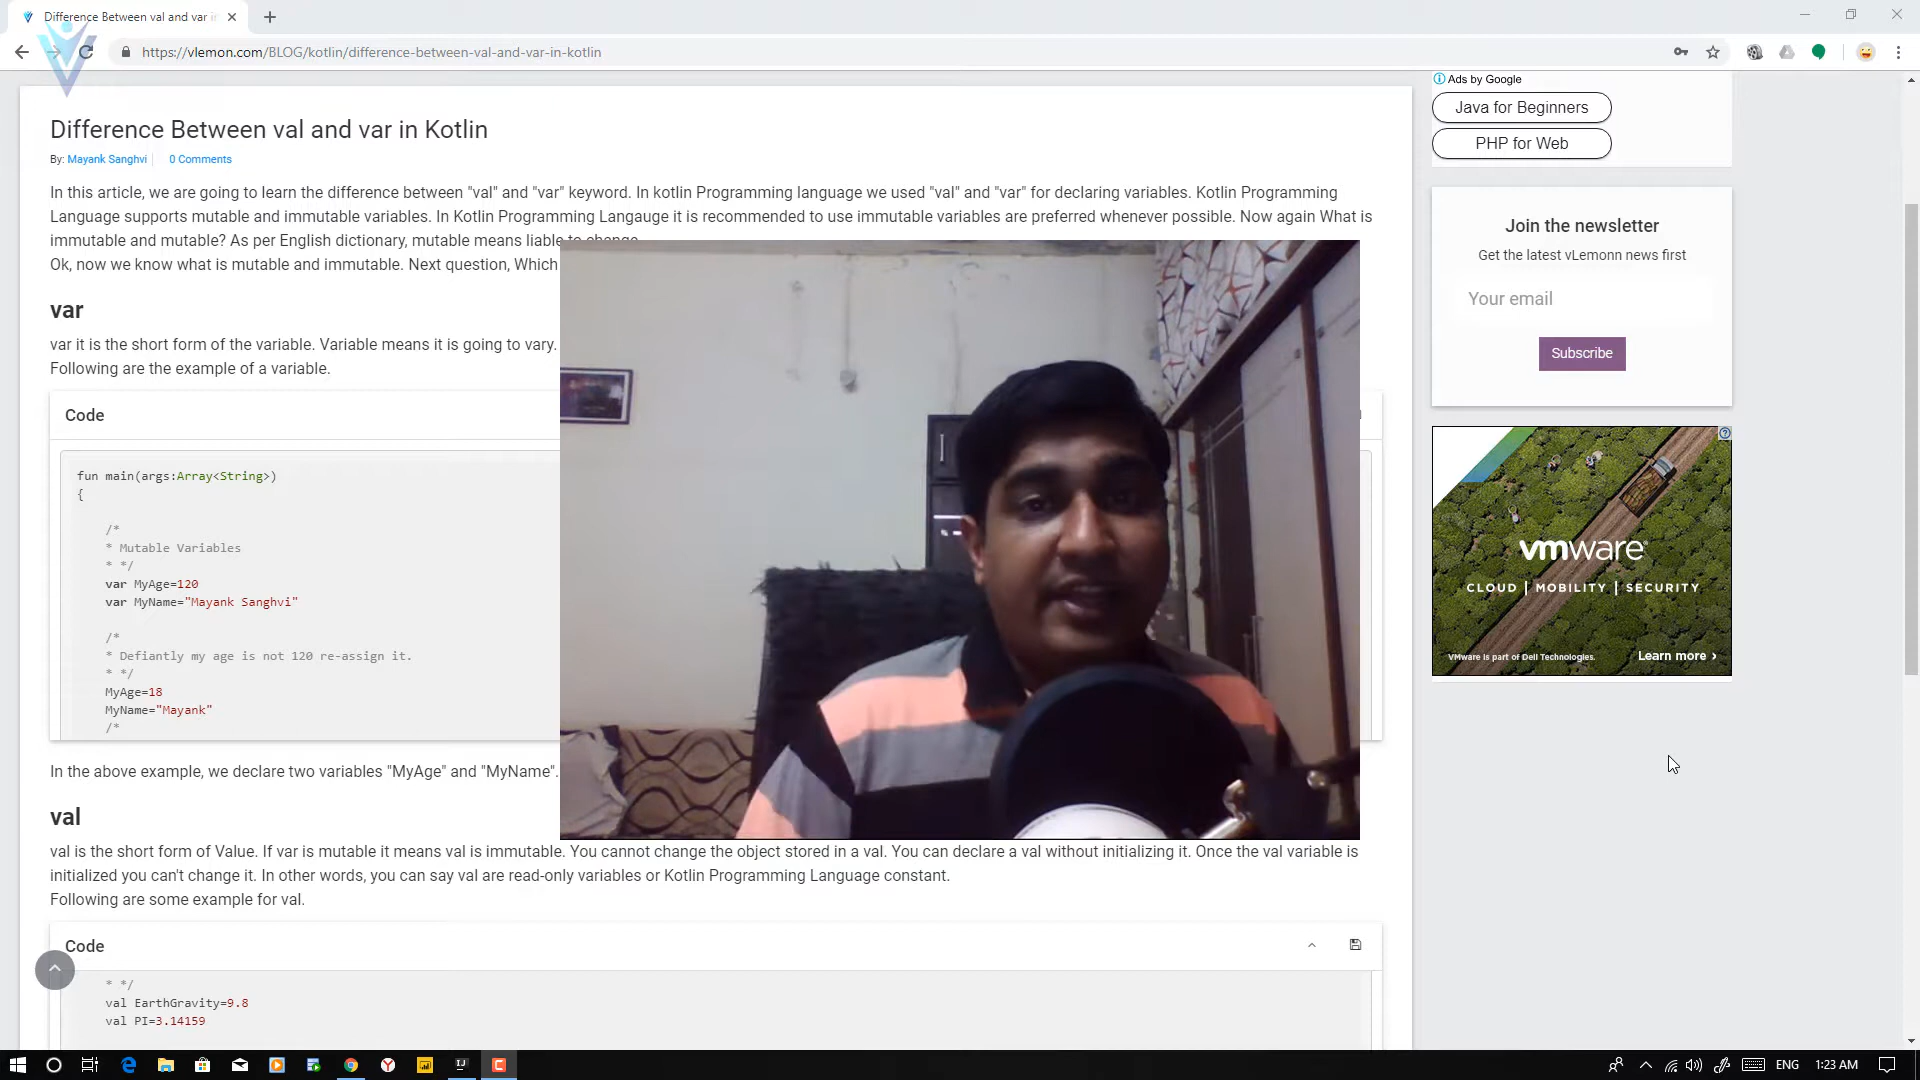 Difference Between val and var in
https://vlemon.com/BLOG/kotlin/difference-between-val-and-var-in-kotlin
Difference Between val and var in Kotlin
By: Mayank Sanghvi
0 Comments
In this article, we are going to learn the difference between "val" and "var" keyword. In kotlin Programming language we used "val" and "var" for declaring variables. Kotlin Programming
Language supports mutable and immutable variables. In Kotlin Programming Langauge it is recommended to use immutable variables are preferred whenever possible. Now again What is
immutable and mutable? As per English dictionary, mutable means liable to change.
Ok, now we know what is mutable and immutable. Next question, Which
var
var it is the short form of the variable. Variable means it is going to vary.
Following are the example of a variable.
Code
fun main(args:Array<String>)
{
/*
* Mutable Variables
* */
var MyAge=120
var MyName="Mayank Sanghvi"
/*
* Defiantly my age is not 120 re-assign it.
* */
MyAge=18
MyName="Mayank"
/*
In the above example, we declare two variables "MyAge" and "MyName".
val
val is the short form of Value. If var is mutable it means val is immutable. You cannot change the object stored in a val. You can declare a val without initializing it. Once the val variable is
initialized you can't change it. In other words, you can say val are read-only variables or Kotlin Programming Language constant.
Following are some example for val.
Code
* */
val EarthGravity=9.8
val PI=3.14159
Ads by Google
Java for Beginners
PHP for Web
Join the newsletter
Get the latest vLemonn news first
Your email
Subscribe
vmware
CLOUD | MOBILITY | SECURITY
VMware is part of Dell Technologies.
Learn more ›
ENG
1:23 AM